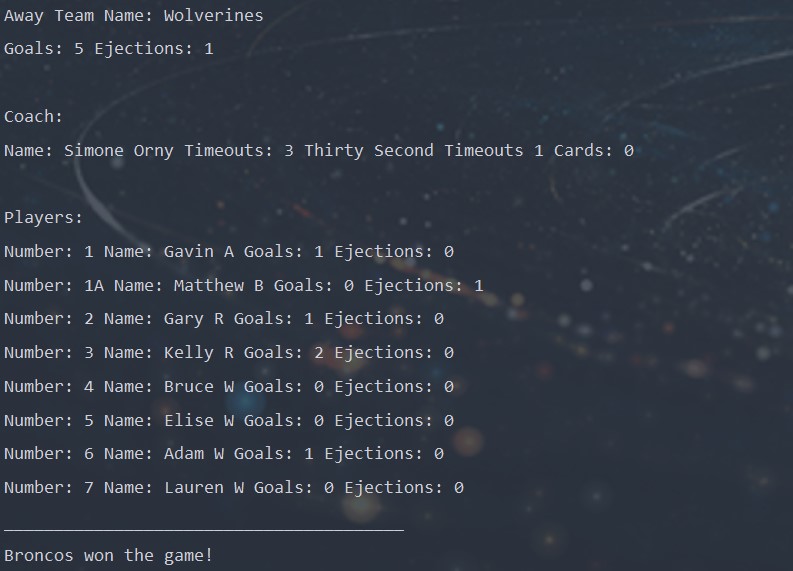 Away Team Name: Wolverines
Goals: 5 Ejections: 1
Coach:
Name: Simone Orny Timeouts: 3 Thirty Second Timeouts 1 Cards: 0
Players:
Number: 1 Name: Gavin A Goals: 1 Ejections: 0
Number: 1A Name: Matthew B Goals: 0 Ejections: 1
Number: 2 Name: Gary R Goals: 1 Ejections: 0
Number: 3 Name: Kelly R Goals: 2 Ejections: 0
Number: 4 Name: Bruce W Goals: 0 Ejections: 0
Number: 5 Name: Elise W Goals: 0 Ejections: 0
Number: 6 Name: Adam W Goals: 1 Ejections: 0
Number: 7 Name: Lauren W Goals: 0 Ejections: 0
________________________________________
Broncos won the game!